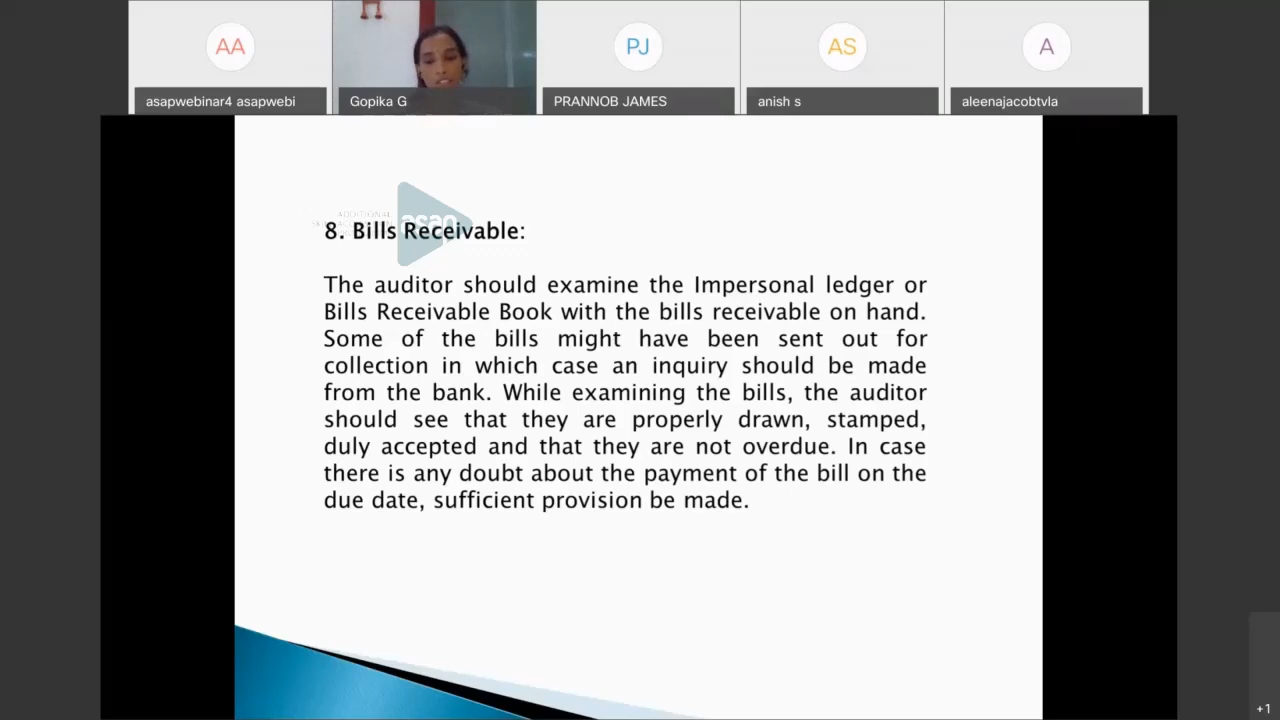 AA
PJ
AS
A
asapwebinar4 asapwebi
Gopika G
PRANNOB JAMES
anish s
aleenajacobtvla
ADDITIONAL
asap
8. Bills Receivable:
The auditor should examine the Impersonal ledger or
Bills Receivable Book with the bills receivable on hand.
Some of the bills might have been sent out for
collection in which case an inquiry should be made
from the bank. While examining the bills, the auditor
should see that they are properly drawn, stamped,
duly accepted and that they are not overdue. In case
there is any doubt about the payment of the bill on the
due date, sufficient provision be made.
+1